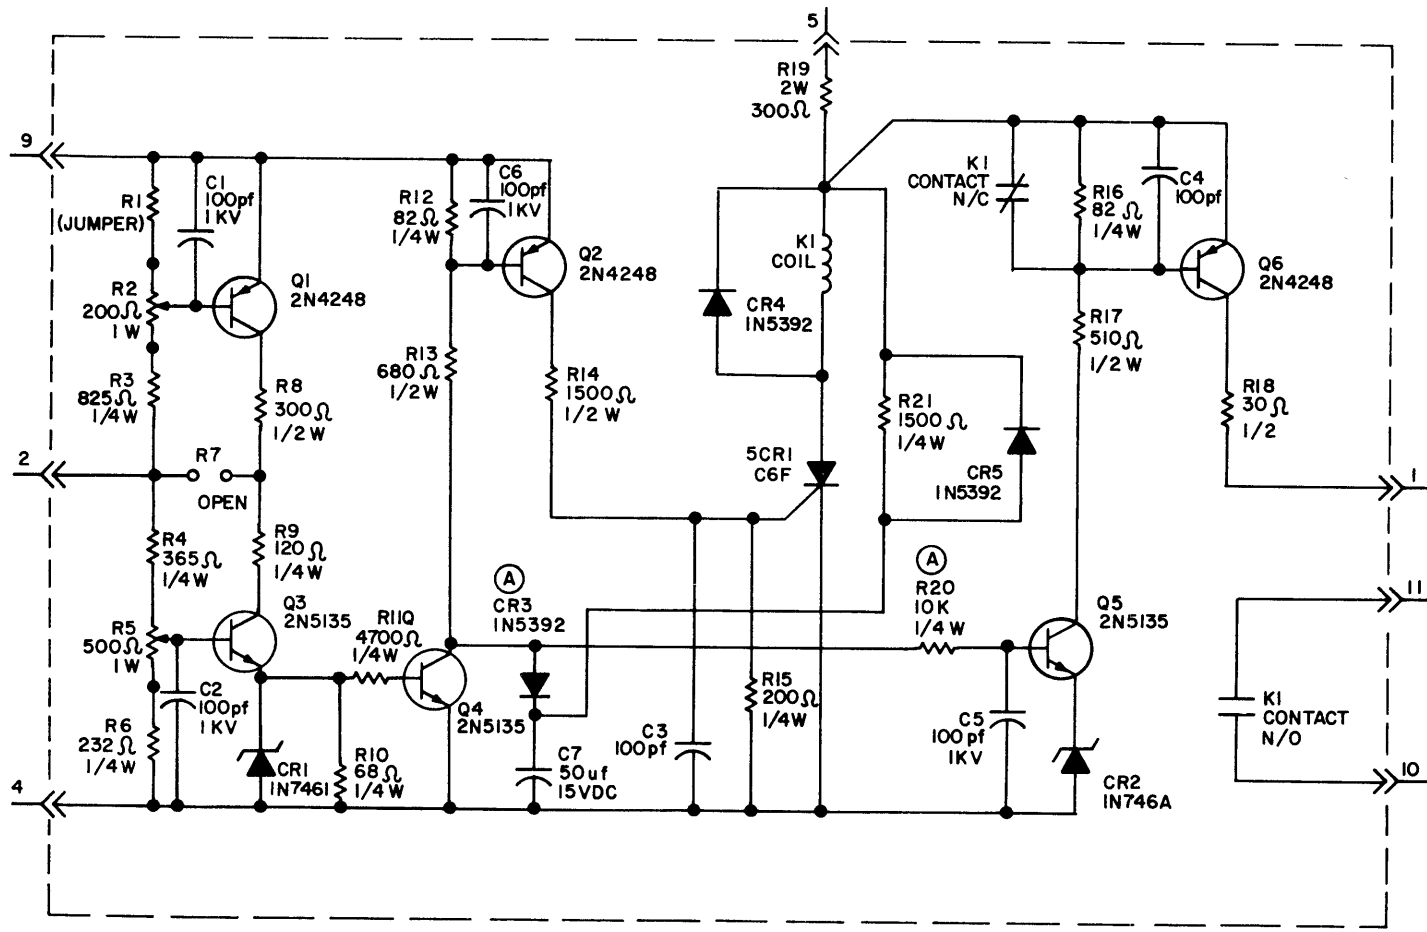 5
R19
2W
300Ω
9
R1
(JUMPER)
C1
100pf
1KV
R2
200Ω
1W
Q1
2N4248
R3
825Ω
1/4W
R8
300Ω
1/2W
2
R7
OPEN
R4
365Ω
1/4W
R9
120Ω
1/4W
Q3
2N5135
R5
500Ω
1W
C2
100pf
1KV
R6
232Ω
1/4W
CR1
1N7461
R10
68Ω
1/4W
4
R11Q
4700Ω
1/4W
Q4
2N5135
R12
82Ω
1/4W
C6
100pf
1KV
Q2
2N4248
R13
680Ω
1/2W
R14
1500Ω
1/2W
A
CR3
1N5392
C7
50uf
15VDC
C3
100pf
R15
200Ω
1/4W
K1
COIL
CR4
1N5392
5CR1
C6F
R21
1500Ω
1/4W
CR5
1N5392
A
R20
10K
1/4W
C5
100pf
1KV
Q5
2N5135
CR2
1N746A
K1
CONTACT
N/C
R16
82Ω
1/4W
C4
100pf
Q6
2N4248
R17
510Ω
1/2W
R18
30Ω
1/2
1
11
K1
CONTACT
N/O
10